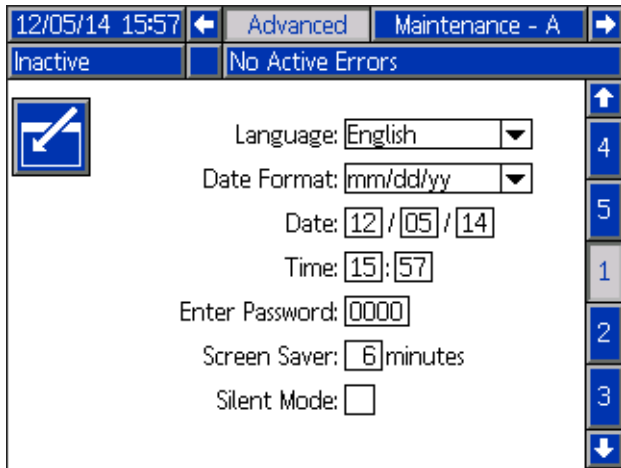 12/05/14 15:57 Advanced Maintenance - A
Inactive No Active Errors
Language: English
4
Date Format: mm/dd/yy
Date: 12 / 05 / 14
5
Time: 15 : 57
1
Enter Password: 0000
Screen Saver: 6 minutes
2
Silent Mode:
3